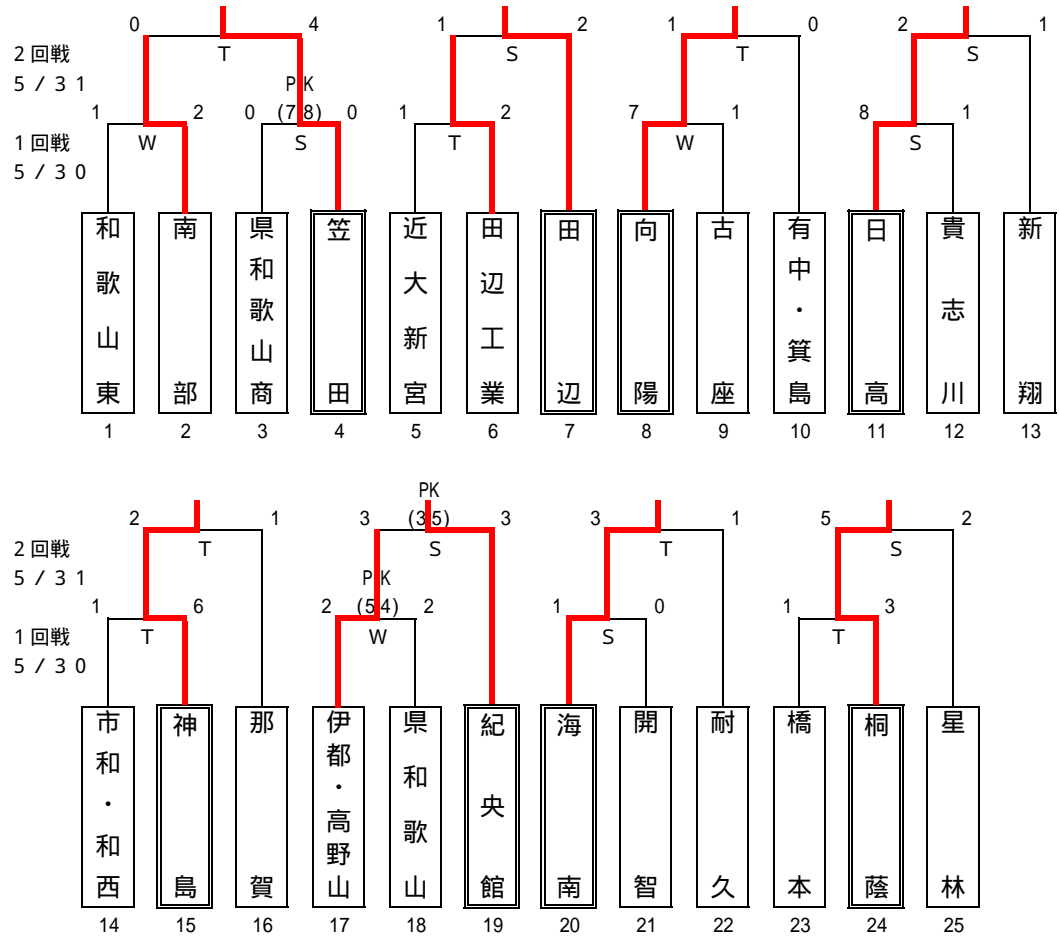 0 4 1 2 1 0 2 1
T S T S
2回戦
5/31
PK
1 2 0 (7 8) 0 1 2 7 1 8 1
W S T W S
1回戦
5/30
和歌山東
南部
県和歌山商
笠田
近大新宮
田辺工業
田辺
向陽
古座
有中・箕島
日高
貴志川
新翔
1 2 3 4 5 6 7 8 9 10 11 12 13
PK
2 1 3 (3 5) 3 3 1 5 2
T S T S
2回戦
5/31
PK
1 6 2 (5 4) 2 1 0 1 3
T W S T
1回戦
5/30
市和・和西
神島
那賀
伊都・高野山
県和歌山
紀央館
海南
開智
耐久
橋本
桐蔭
星林
14 15 16 17 18 19 20 21 22 23 24 25